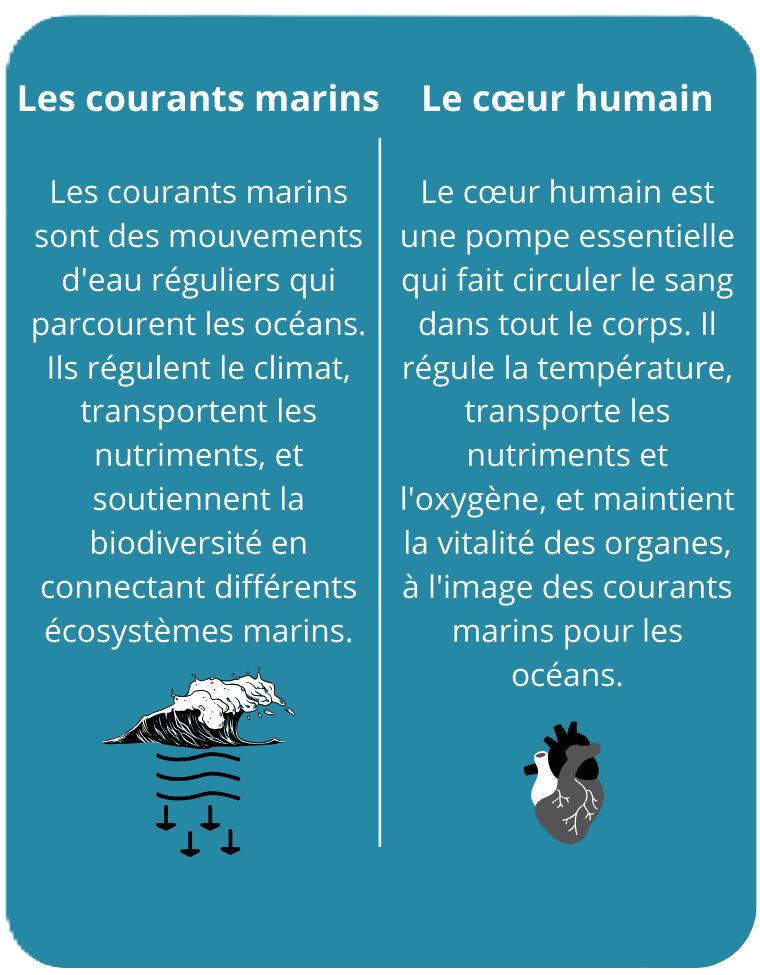 Les courants marins
Les courants marins
sont des mouvements
d'eau réguliers qui
parcourent les océans.
Ils régulent le climat,
transportent les
nutriments, et
soutiennent la
biodiversité en
connectant différents
écosystèmes marins.
Le cœur humain
Le cœur humain est
une pompe essentielle
qui fait circuler le sang
dans tout le corps. Il
régule la température,
transporte les
nutriments et
l'oxygène, et maintient
la vitalité des organes,
à l'image des courants
marins pour les
océans.